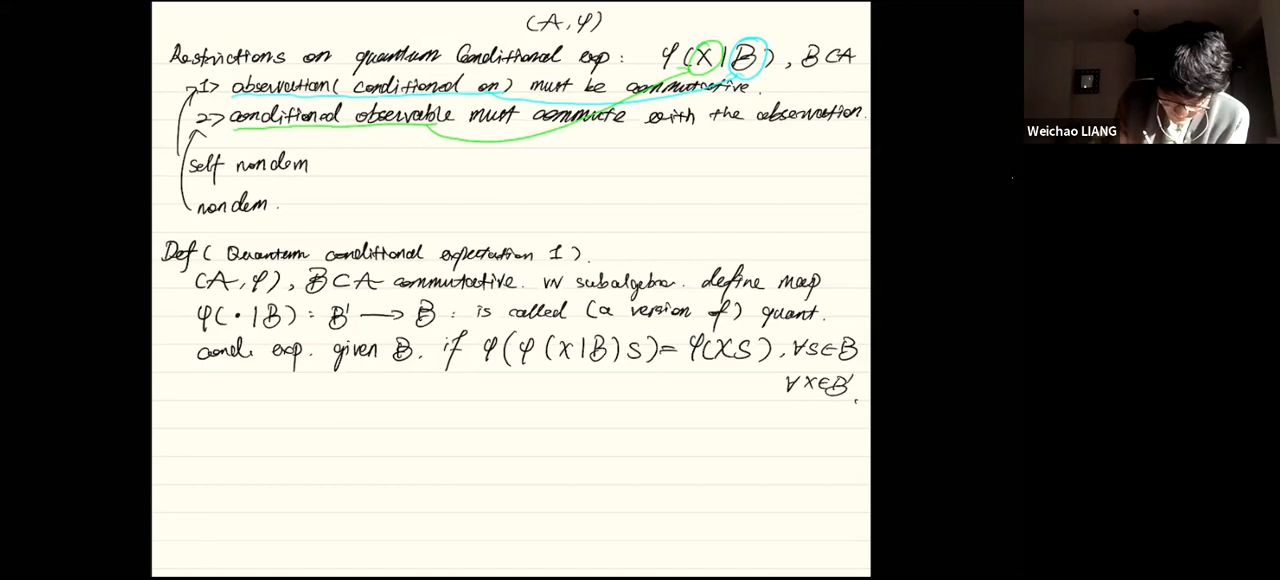 (A, φ)
Restrictions on quantum Conditional exp: φ(X|B), B⊂A
1> observation (conditional on) must be commutative.
2> conditional observable must commute with the observation.
self nondem
nondem.
Weichao LIANG
Def (Quantum conditional expectation 1).
(A, φ), B⊂A commutative. vN subalgebra. define map
φ(·|B): B' → B. is called (a version of) quant.
cond. exp. given B. if φ(φ(X|B)S) = φ(XS), ∀S∈B
∀X∈B'.